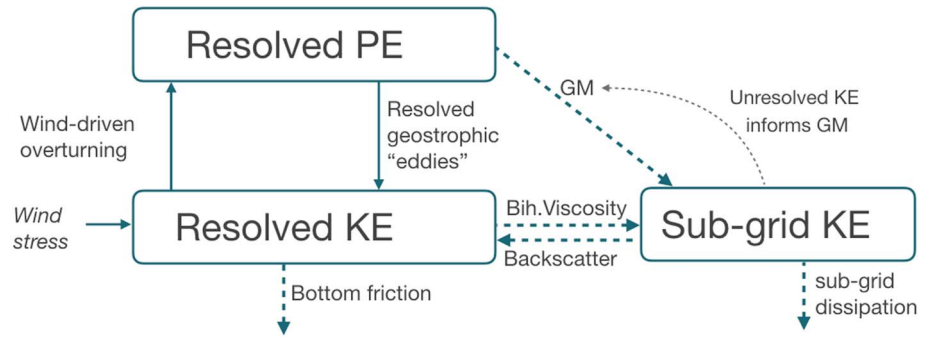 Resolved PE
GM
Unresolved KE
informs GM
Wind-driven
overturning
Resolved
geostrophic
“eddies”
Wind
stress
Resolved KE
Bih.Viscosity
Backscatter
Sub-grid KE
Bottom friction
sub-grid
dissipation